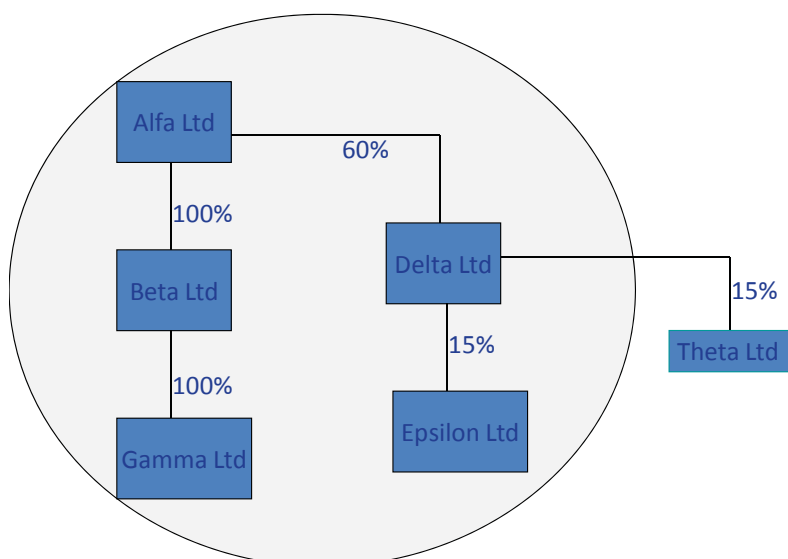 Alfa Ltd
60%
100%
Beta Ltd
Delta Ltd
15%
15%
Theta Ltd
100%
Gamma Ltd
Epsilon Ltd